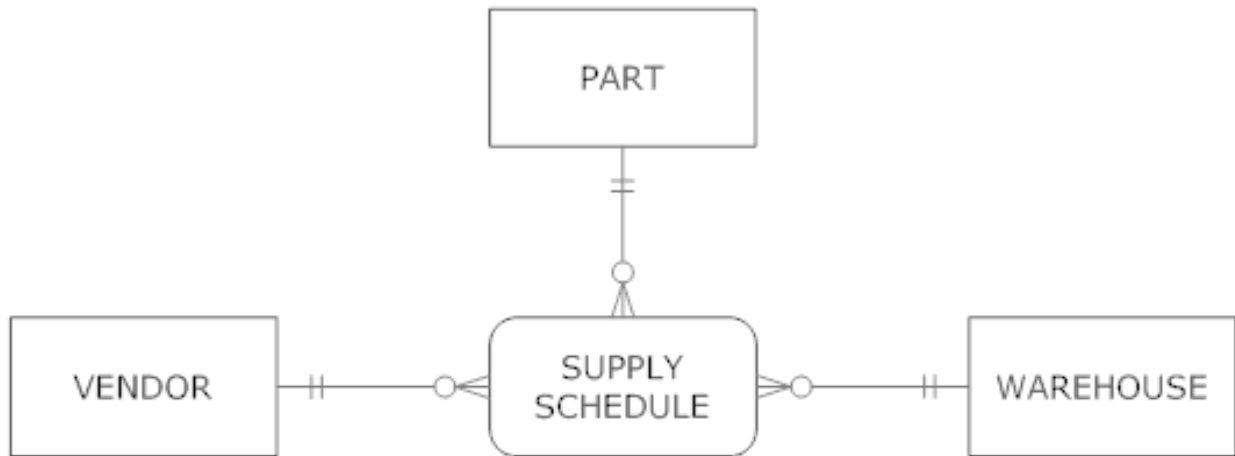 PART
VENDOR
SUPPLY
SCHEDULE
WAREHOUSE